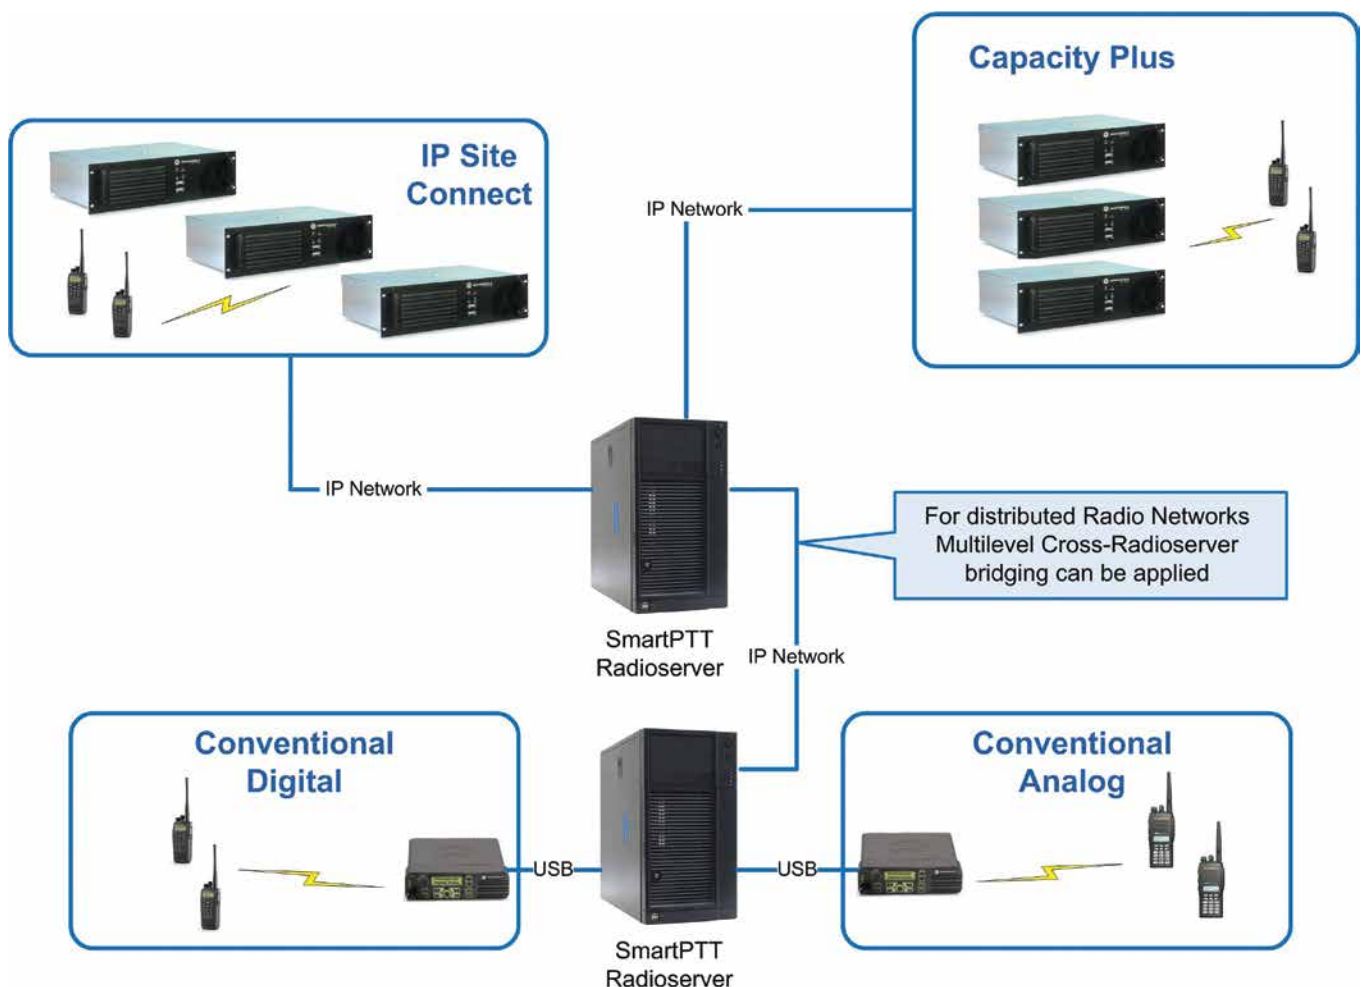 Capacity Plus
IP Site
Connect
IP Network
IP Network
For distributed Radio Networks
Multilevel Cross-Radioserver
bridging can be applied
SmartPTT
Radioserver
IP Network
Conventional
Digital
Conventional
Analog
USB
USB
SmartPTT
Radioserver